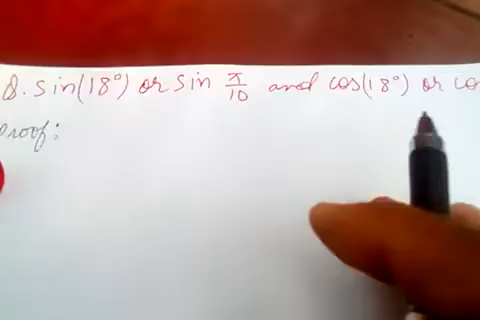 8. sin(18°) or sin π/10 and cos(18°) or co
roof: